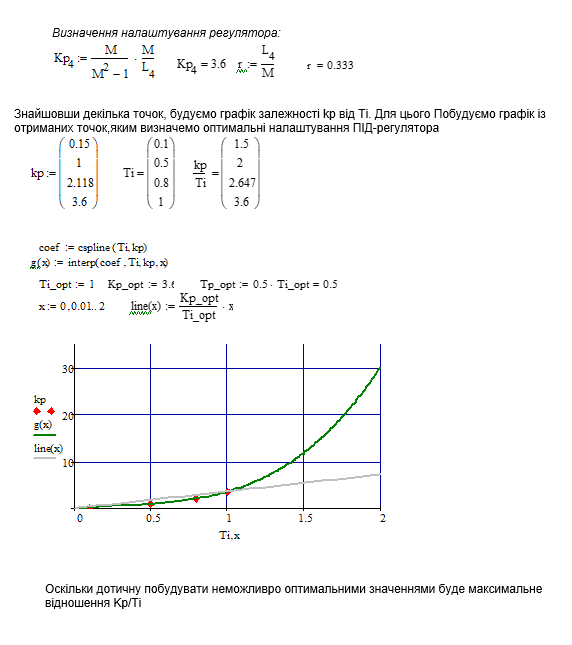 Визначення налаштування регулятора:
Kp4 := M / (M² − 1) · M / L4 Kp4 = 3.6 r := L4 / M r = 0.333
Знайшовши декілька точок, будуємо графік залежності kp від Ti. Для цього Побудуємо графік із
отриманих точок,яким визначемо оптимальні налаштування ПІД-регулятора
kp := ( 0.15 1 2.118 3.6 ) Ti = ( 0.1 0.5 0.8 1 ) kp / Ti = ( 1.5 2 2.647 3.6 )
coef := cspline(Ti, kp)
g(x) := interp(coef, Ti, kp, x)
Ti_opt := 1 Kp_opt := 3.6 Tp_opt := 0.5 · Ti_opt = 0.5
x := 0, 0.01.. 2 line(x) := Kp_opt / Ti_opt · x
30
kp
20
g(x)
line(x)
10
0 0.5 1 1.5 2
Ti, x
Оскільки дотичну побудувати неможливро оптимальними значеннями буде максимальне
відношення Kp/Ti